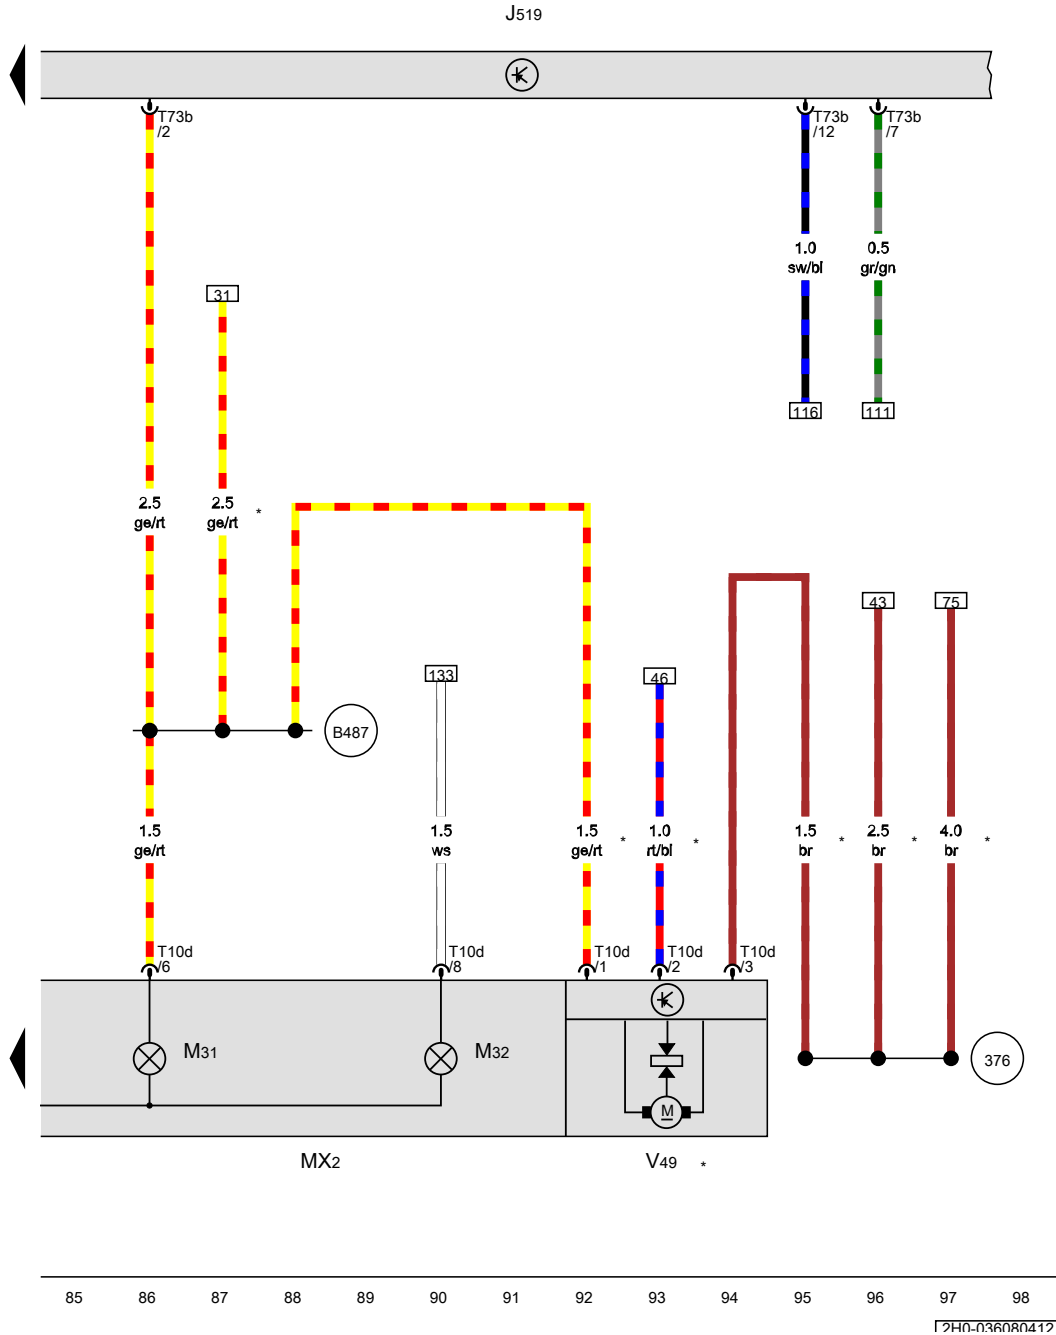 J519
T73b
/2
T73b
/12
T73b
/7
1.0
sw/bl
0.5
gr/gn
31
116
111
2.5
ge/rt
2.5
ge/rt
*
43
75
133
46
B487
1.5
ge/rt
1.5
ws
1.5
ge/rt
*
1.0
rt/bl
*
1.5
br
*
2.5
br
*
4.0
br
*
T10d
/6
T10d
/8
T10d
/1
T10d
/2
T10d
/3
M31
M32
376
M
MX2
V49 *
85 86 87 88 89 90 91 92 93 94 95 96 97 98
2H0-036080412